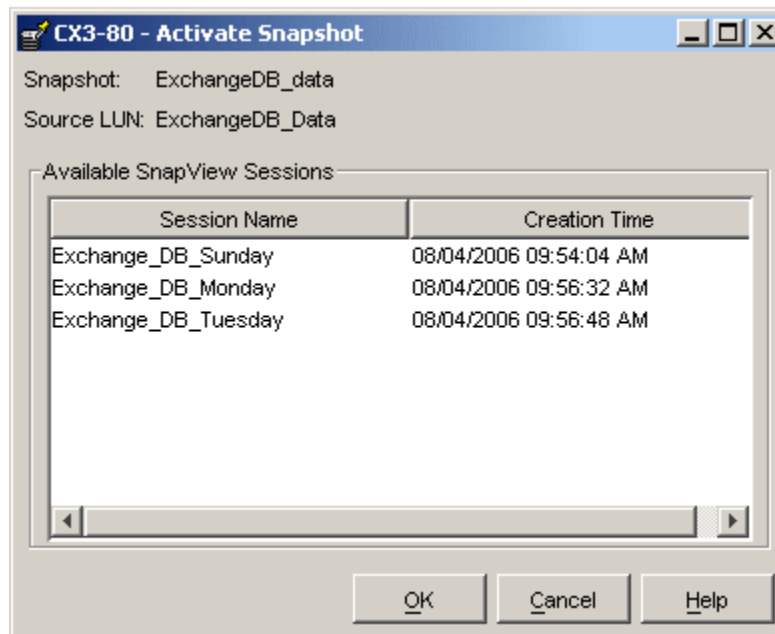 CX3-80 - Activate Snapshot
Snapshot: ExchangeDB_data
Source LUN: ExchangeDB_Data
Available SnapView Sessions
Session Name Creation Time
Exchange_DB_Sunday 08/04/2006 09:54:04 AM
Exchange_DB_Monday 08/04/2006 09:56:32 AM
Exchange_DB_Tuesday 08/04/2006 09:56:48 AM
OK Cancel Help